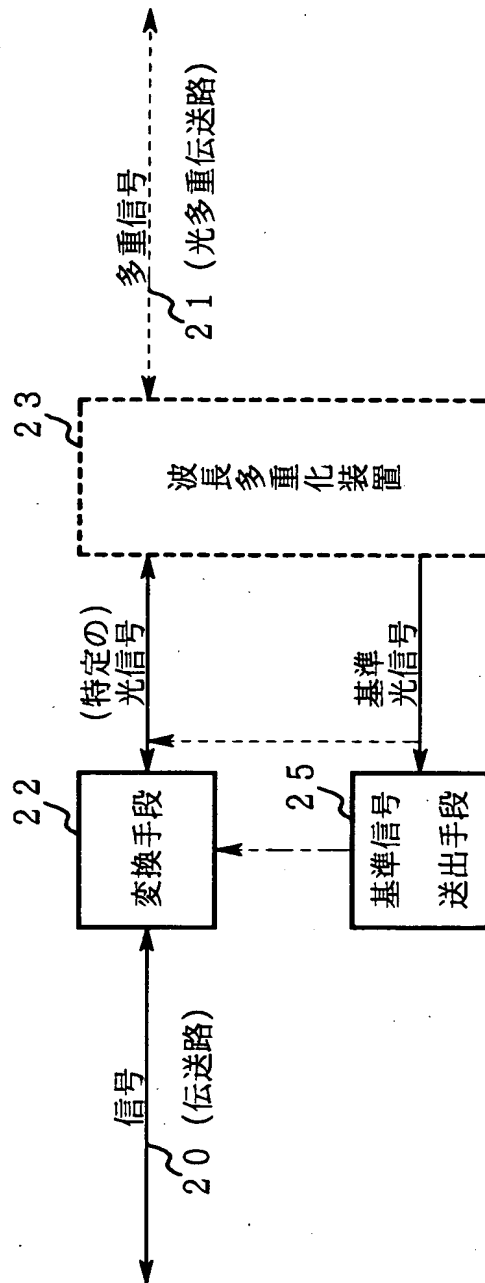 信号
20 (伝送路)
22
変換手段
(特定の)
光信号
23
波長多重化装置
多重信号
21 (光多重伝送路)
25
基準信号
送出手段
基準
光信号